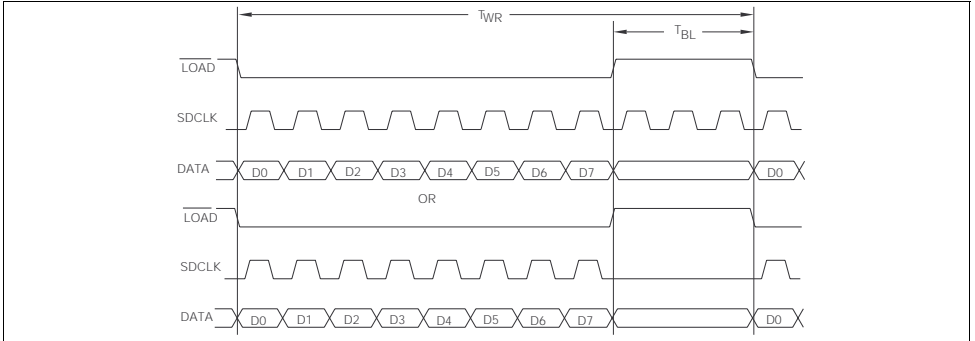 TWR
TBL
LOAD
SDCLK
DATA D0 D1 D2 D3 D4 D5 D6 D7 D0
OR
LOAD
SDCLK
DATA D0 D1 D2 D3 D4 D5 D6 D7 D0